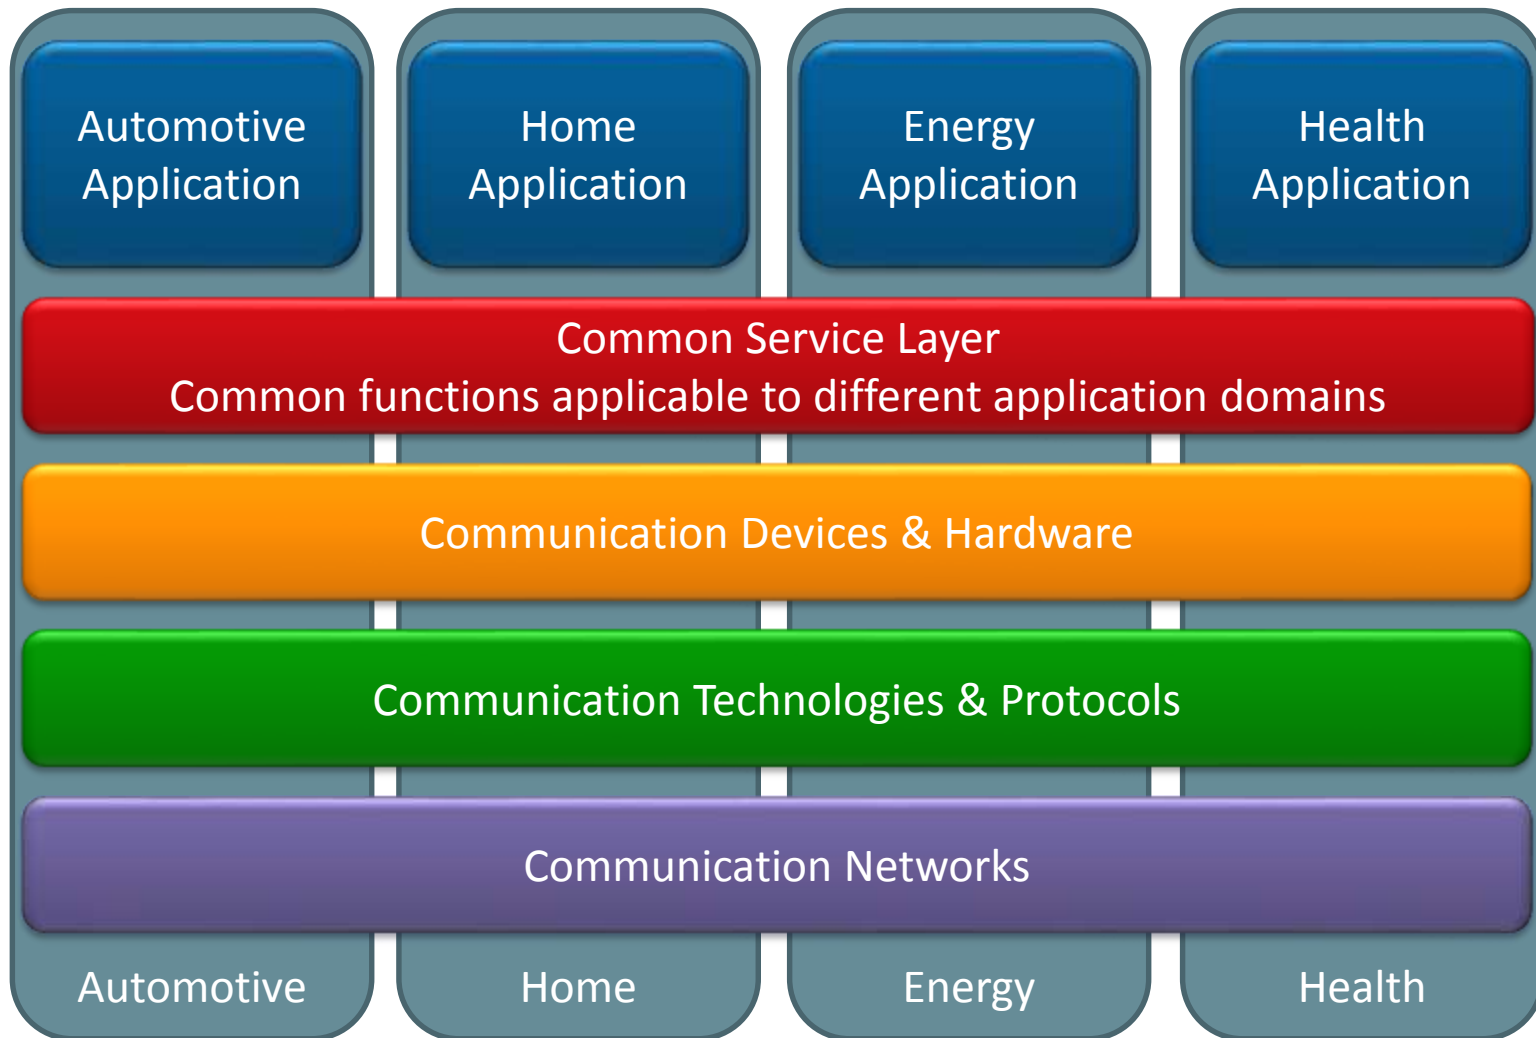 Automotive
Application
Home
Application
Energy
Application
Health
Application
Common Service Layer
Common functions applicable to different application domains
Communication Devices & Hardware
Communication Technologies & Protocols
Communication Networks
Automotive
Home
Energy
Health